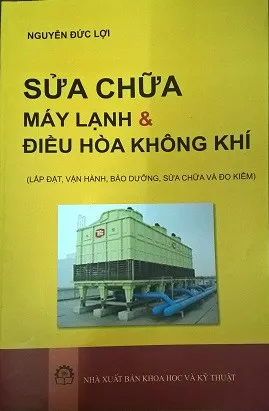 NGUYỄN ĐỨC LỢI
SỬA CHỮA
MÁY LẠNH &
ĐIỀU HÒA KHÔNG KHÍ
(LẮP ĐẶT, VẬN HÀNH, BẢO DƯỠNG, SỬA CHỮA VÀ ĐO KIỂM)
NHÀ XUẤT BẢN KHOA HỌC VÀ KỸ THUẬT